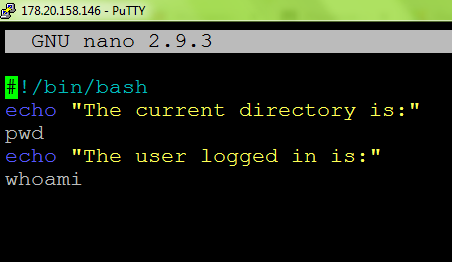 178.20.158.146 - PuTTY
GNU nano 2.9.3
#!/bin/bash
echo "The current directory is:"
pwd
echo "The user logged in is:"
whoami